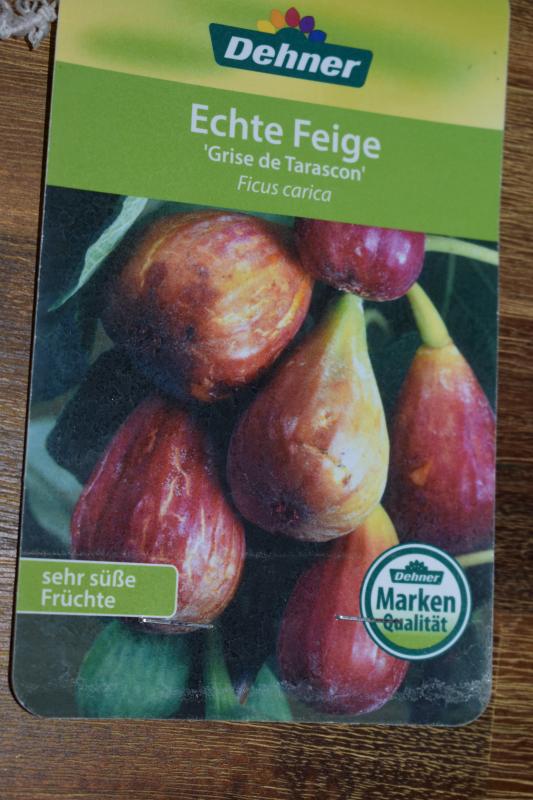 Dehner
Echte Feige
'Grise de Tarascon'
Ficus carica
sehr süße
Früchte
Dehner
Marken
Qualität